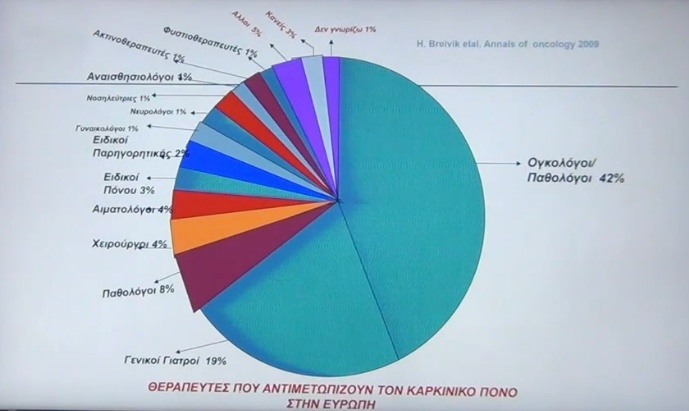 Άλλοι 5%
Κανείς 3%
Δεν γνωρίζω 1%
Φυσιοθεραπευτές 1%
Ακτινοθεραπευτές 1%
H. Breivik etal, Annals of oncology 2009
Αναισθησιολόγοι 1%
Νοσηλεύτριες 1%
Νευρολόγοι 1%
Γυναικολόγοι 1%
Ειδικοί
Παρηγορητικής 2%
Ογκολόγοι/
Παθολόγοι 42%
Ειδικοί
Πόνου 3%
Αιματολόγοι 4%
Χειρούργοι 4%
Παθολόγοι 8%
Γενικοί Γιατροί 19%
ΘΕΡΑΠΕΥΤΕΣ ΠΟΥ ΑΝΤΙΜΕΤΩΠΙΖΟΥΝ ΤΟΝ ΚΑΡΚΙΝΙΚΟ ΠΟΝΟ
ΣΤΗΝ ΕΥΡΩΠΗ